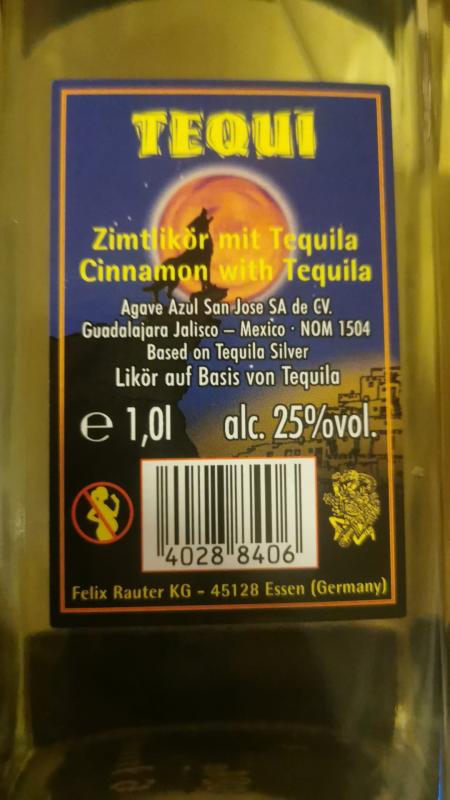 TEQUI
Zimtlikör mit Tequila
Cinnamon with Tequila
Agave Azul San Jose SA de CV.
Guadalajara Jalisco – Mexico · NOM 1504
Based on Tequila Silver
Likör auf Basis von Tequila
℮ 1,0l alc. 25%vol.
4028 8406
Felix Rauter KG – 45128 Essen (Germany)